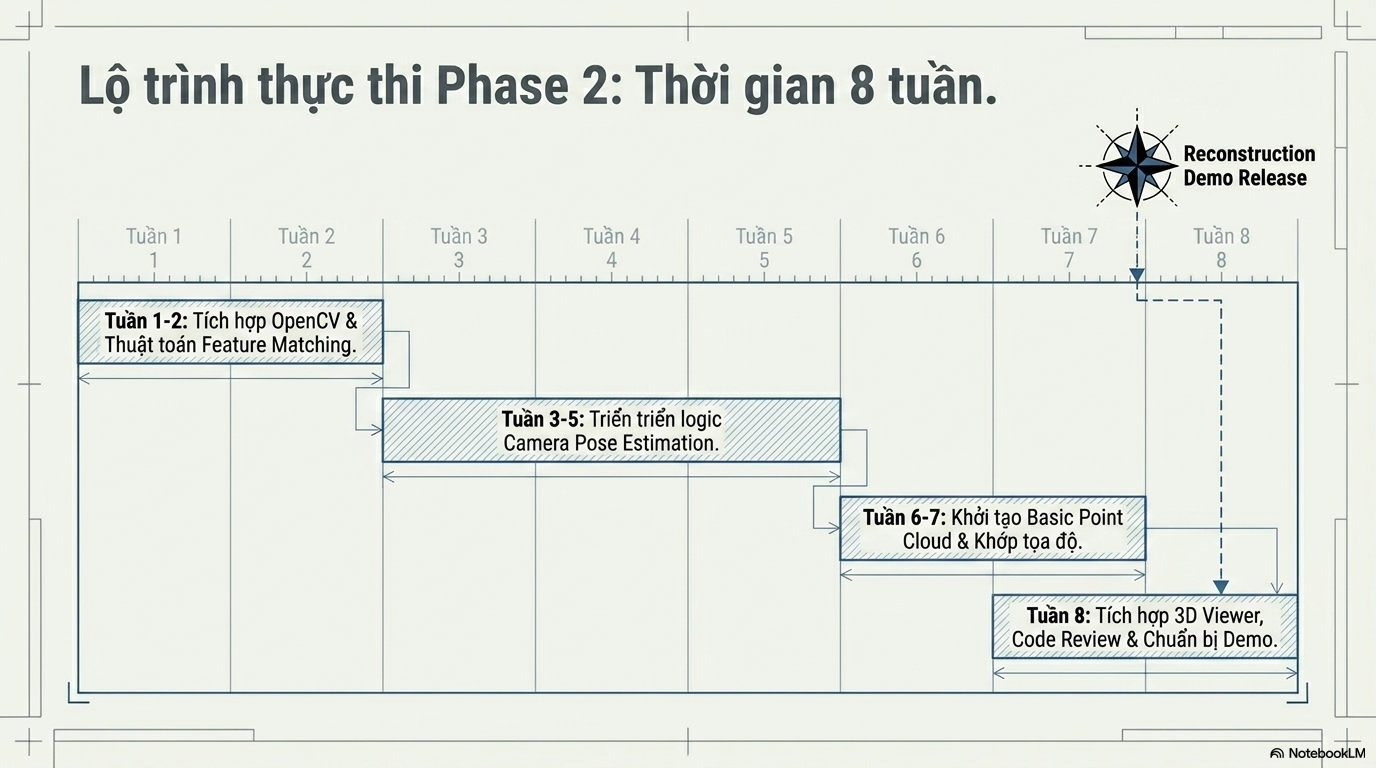 Lộ trình thực thi Phase 2: Thời gian 8 tuần.
Reconstruction
Demo Release
Tuần 1
1
Tuần 2
2
Tuần 3
3
Tuần 4
4
Tuần 5
5
Tuần 6
6
Tuần 7
7
Tuần 8
8
Tuần 1-2: Tích hợp OpenCV &
Thuật toán Feature Matching.
Tuần 3-5: Triển triển logic
Camera Pose Estimation.
Tuần 6-7: Khởi tạo Basic Point
Cloud & Khớp tọa độ.
Tuần 8: Tích hợp 3D Viewer,
Code Review & Chuẩn bị Demo.
NotebookLM